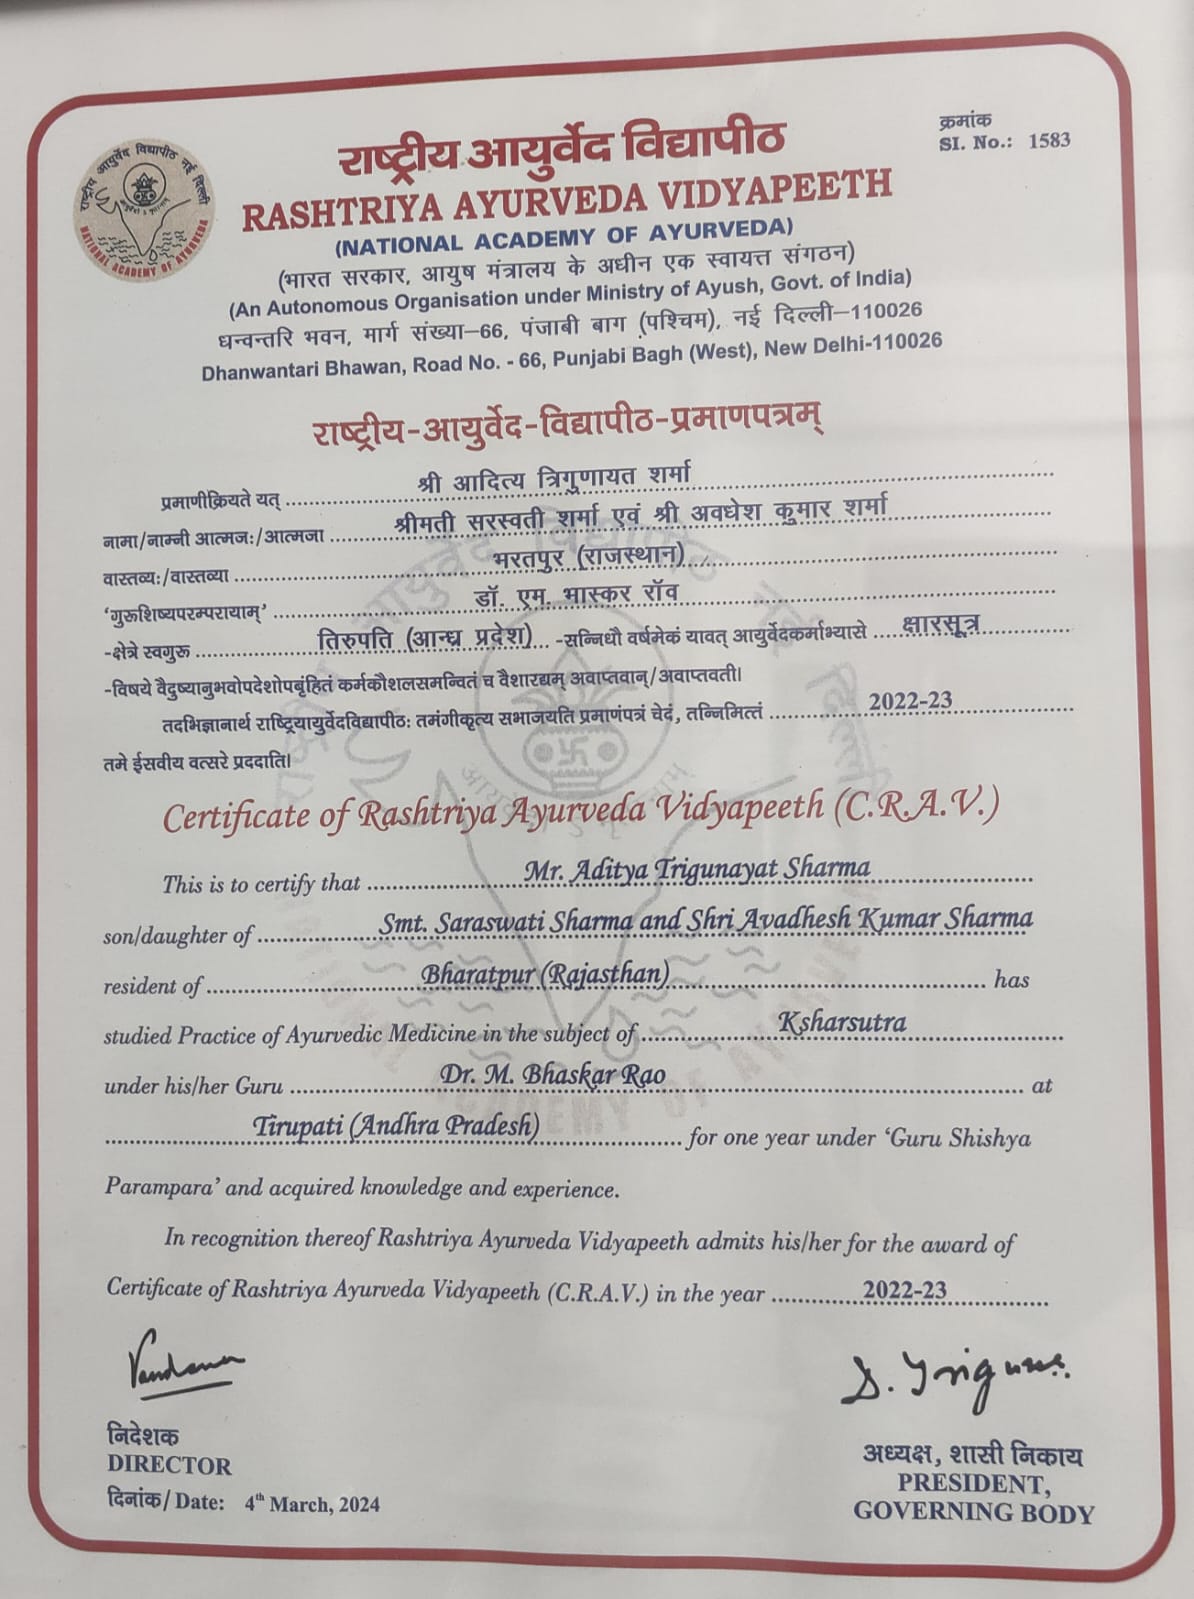 क्रमांक
SI. No.: 1583
राष्ट्रीय आयुर्वेद विद्यापीठ नई दिल्ली
NATIONAL ACADEMY OF AYURVEDA
राष्ट्रीय आयुर्वेद विद्यापीठ
RASHTRIYA AYURVEDA VIDYAPEETH
(NATIONAL ACADEMY OF AYURVEDA)
(भारत सरकार, आयुष मंत्रालय के अधीन एक स्वायत्त संगठन)
(An Autonomous Organisation under Ministry of Ayush, Govt. of India)
धन्वन्तरि भवन, मार्ग संख्या–66, पंजाबी बाग (पश्चिम), नई दिल्ली–110026
Dhanwantari Bhawan, Road No. - 66, Punjabi Bagh (West), New Delhi-110026
राष्ट्रीय-आयुर्वेद-विद्यापीठ-प्रमाणपत्रम्
प्रमाणीक्रियते यत् श्री आदित्य त्रिगुणायत शर्मा
नामा/नाम्नी आत्मजः/आत्मजा श्रीमती सरस्वती शर्मा एवं श्री अवधेश कुमार शर्मा
वास्तव्यः/वास्तव्या भरतपुर (राजस्थान)
‘गुरूशिष्यपरम्परायाम्’ डॉ. एम. भास्कर रॉव
-क्षेत्रे स्वगुरू तिरुपति (आन्ध्र प्रदेश) -सन्निधौ वर्षमेकं यावत् आयुर्वेदकर्माभ्यासे क्षारसूत्र
-विषये वैदुष्यानुभवोपदेशोपबृंहितं कर्मकौशलसमन्वितं च वैशारद्यम् अवाप्तवान्/अवाप्तवती।
तदभिज्ञानार्थ राष्ट्रियायुर्वेदविद्यापीठः तमंगीकृत्य सभाजयति प्रमाणंपत्रं चेदं, तन्निमित्तं 2022-23
तमे ईसवीय वत्सरे प्रददाति।
Certificate of Rashtriya Ayurveda Vidyapeeth (C.R.A.V.)
This is to certify that Mr. Aditya Trigunayat Sharma
son/daughter of Smt. Saraswati Sharma and Shri Avadhesh Kumar Sharma
resident of Bharatpur (Rajasthan) has
studied Practice of Ayurvedic Medicine in the subject of Ksharsutra
under his/her Guru Dr. M. Bhaskar Rao at
Tirupati (Andhra Pradesh) for one year under ‘Guru Shishya
Parampara’ and acquired knowledge and experience.
In recognition thereof Rashtriya Ayurveda Vidyapeeth admits his/her for the award of
Certificate of Rashtriya Ayurveda Vidyapeeth (C.R.A.V.) in the year 2022-23
निदेशक
DIRECTOR
दिनांक/Date: 4th March, 2024
अध्यक्ष, शासी निकाय
PRESIDENT,
GOVERNING BODY